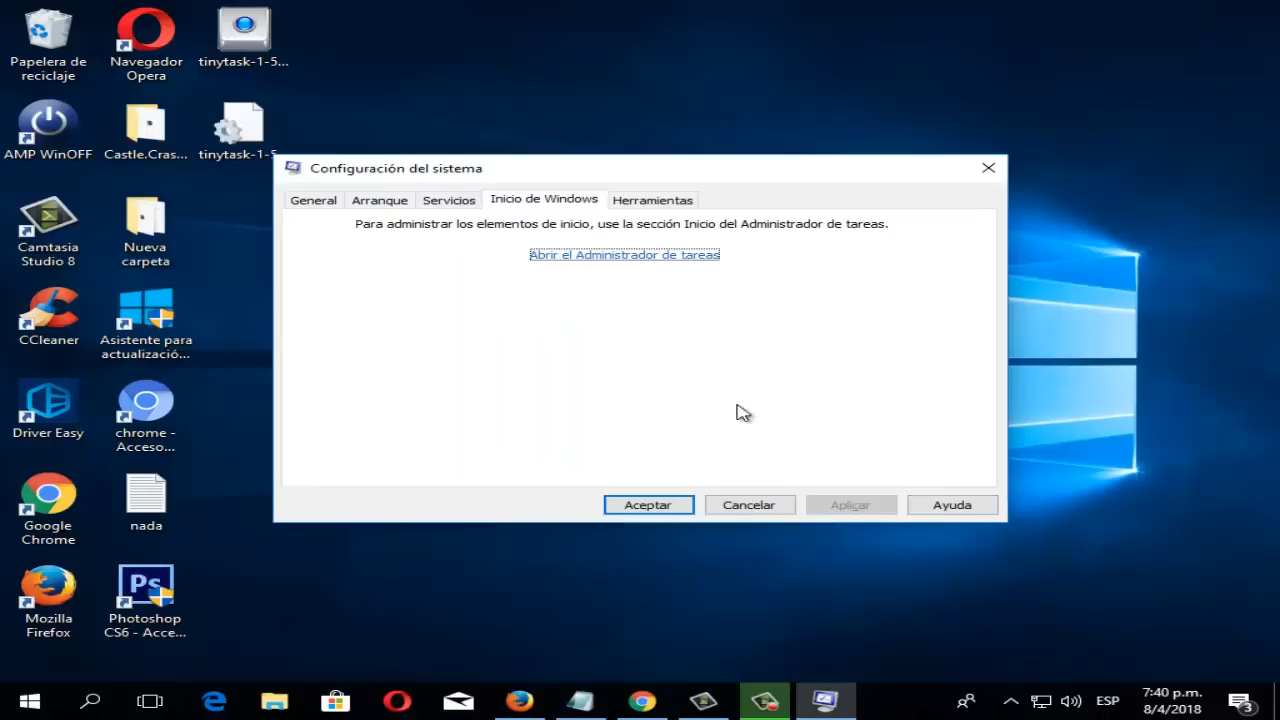 Papelera de
reciclaje
Navegador
Opera
tinytask-1-5...
AMP WinOFF
Castle.Cras...
tinytask-1-5
Camtasia
Studio 8
Nueva
carpeta
CCleaner
Asistente para
actualizació...
Driver Easy
chrome -
Acceso...
Google
Chrome
nada
Mozilla
Firefox
Ps
Photoshop
CS6 - Acce...
Configuración del sistema
General
Arranque
Servicios
Inicio de Windows
Herramientas
Para administrar los elementos de inicio, use la sección Inicio del Administrador de tareas.
Abrir el Administrador de tareas
Aceptar
Cancelar
Aplicar
Ayuda
ESP
7:40 p.m.
8/4/2018
3